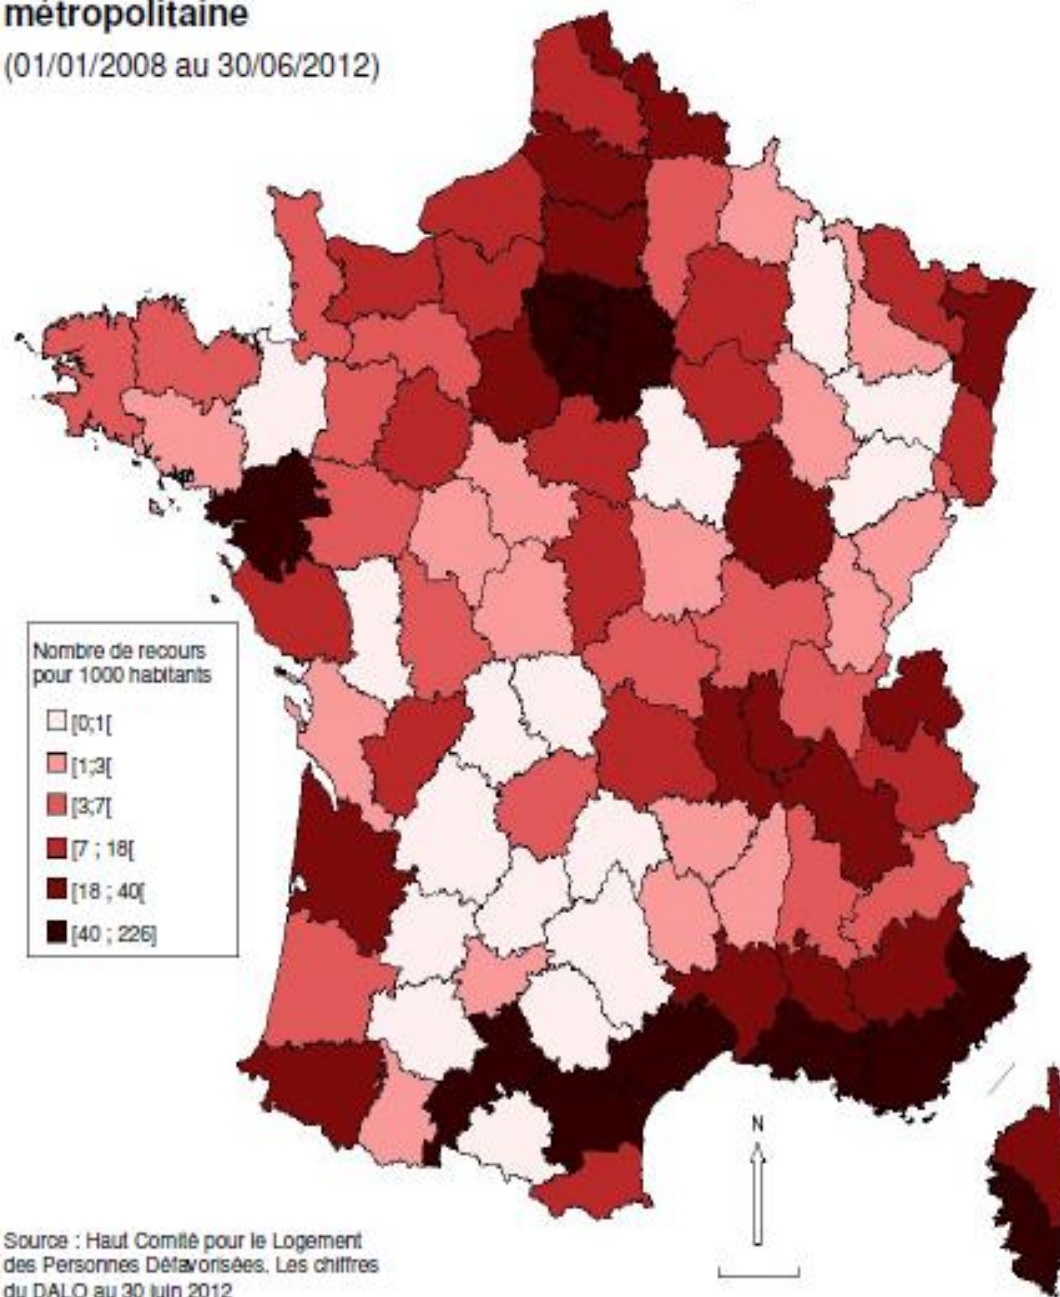 métropolitaine
(01/01/2008 au 30/06/2012)
Nombre de recours
pour 1000 habitants
[0;1[
[1;3[
[3;7[
[7 ; 18[
[18 ; 40[
[40 ; 226]
N
Source : Haut Comité pour le Logement
des Personnes Défavorisées. Les chiffres
du DALO au 30 juin 2012